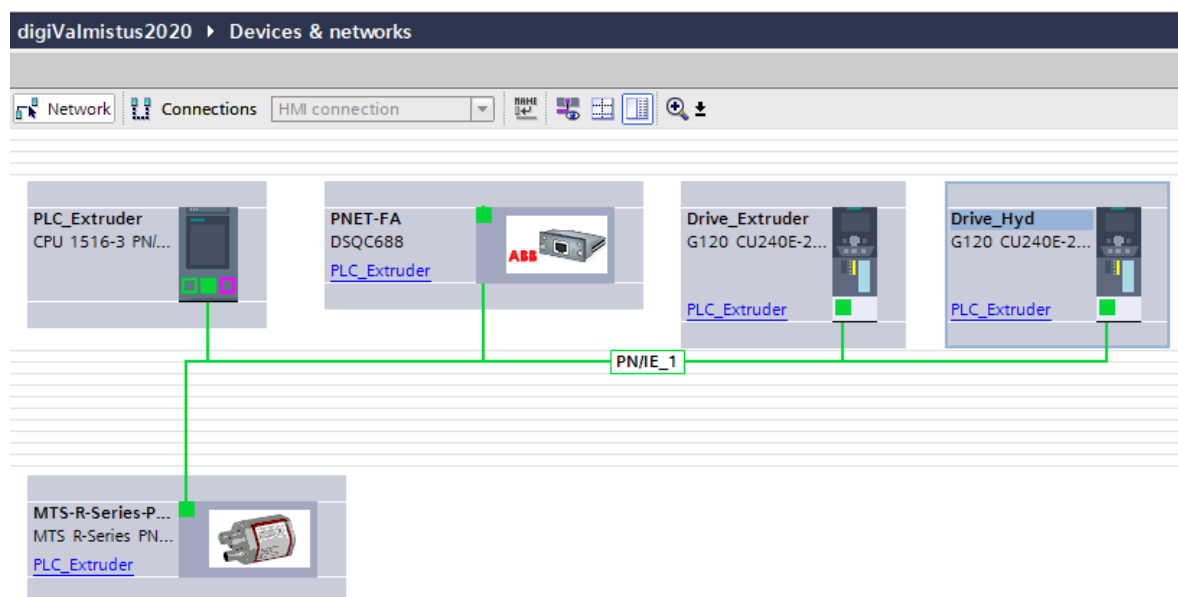 digiValmistus2020 ▸ Devices & networks
Network Connections HMI connection
NAME
PLC_Extruder
CPU 1516-3 PN/...
PNET-FA
DSQC688
PLC_Extruder
ABB
Drive_Extruder
G120 CU240E-2...
PLC_Extruder
Drive_Hyd
G120 CU240E-2...
PLC_Extruder
PN/IE_1
MTS-R-Series-P...
MTS R-Series PN...
PLC_Extruder